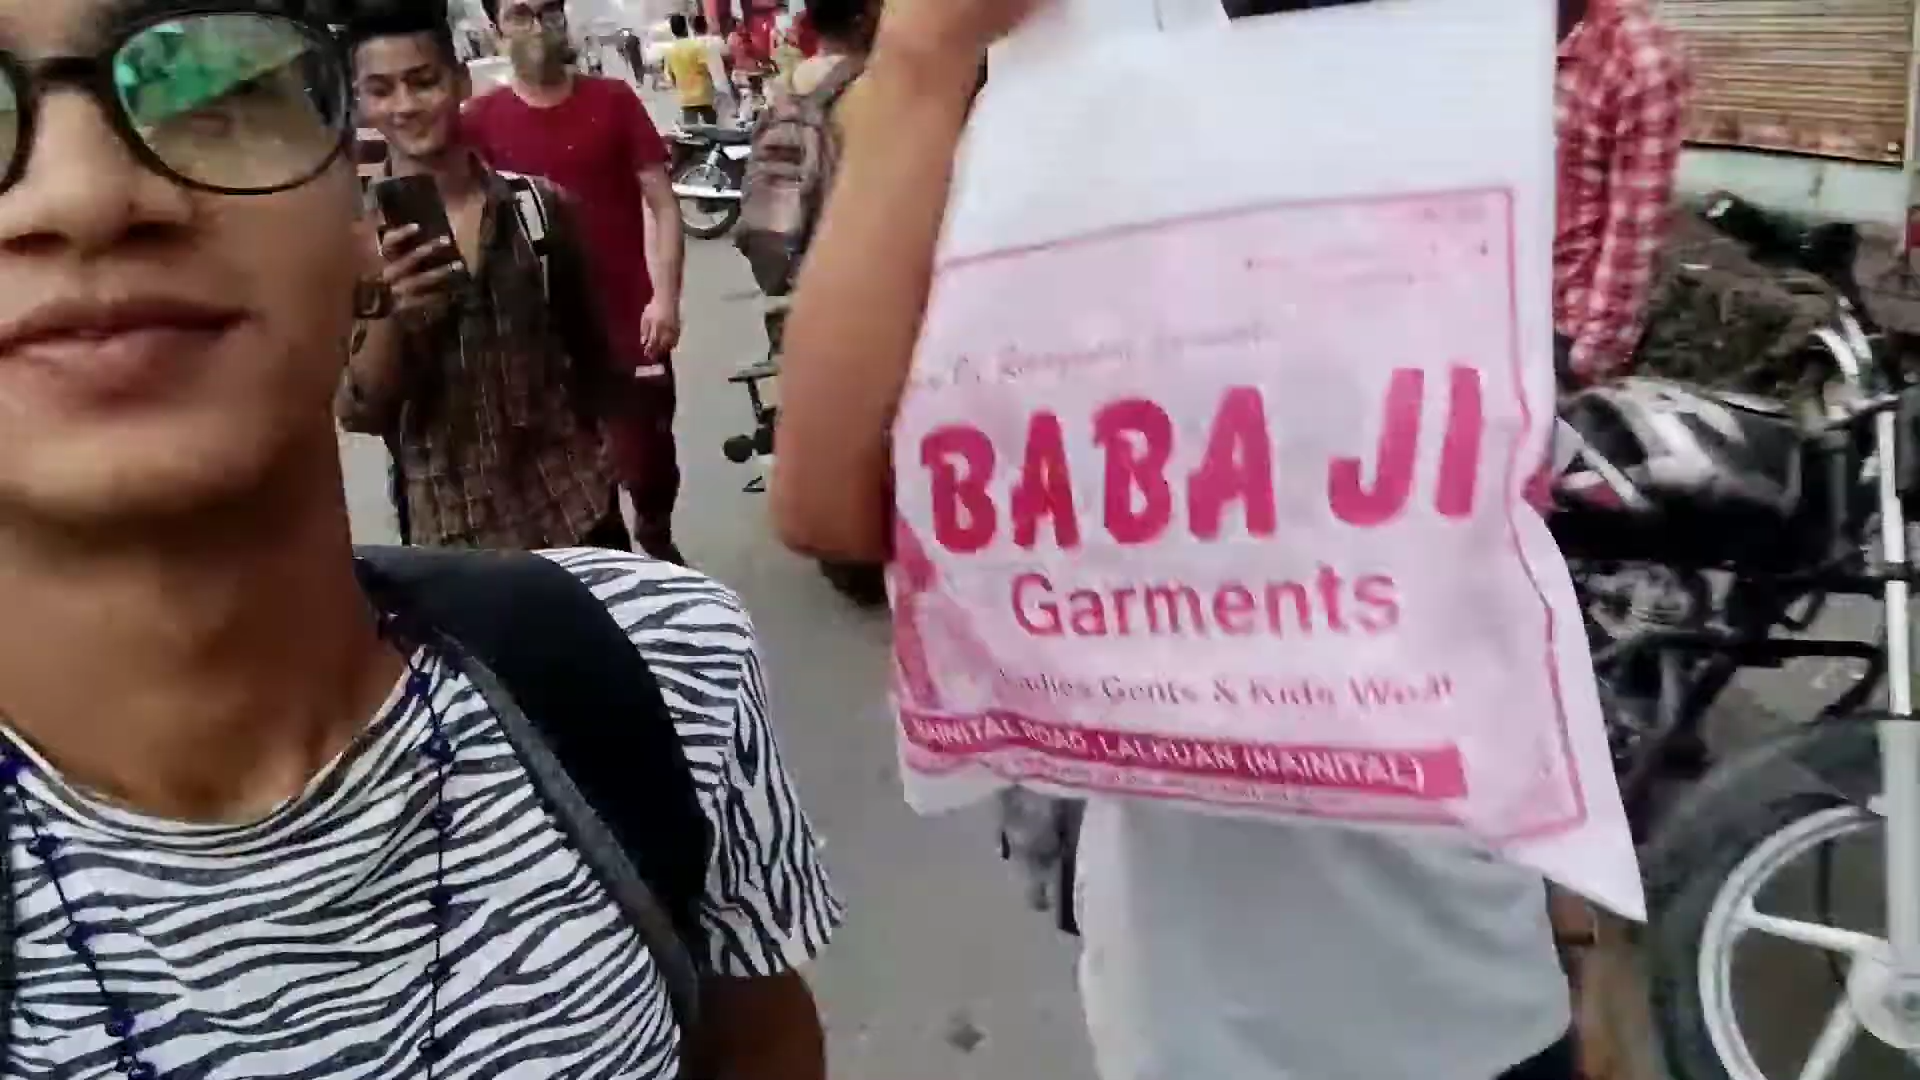 BABA JI
Garments
Ladies Gents & Kids Wear
NAINITAL ROAD, LALKUAN (NAINITAL)